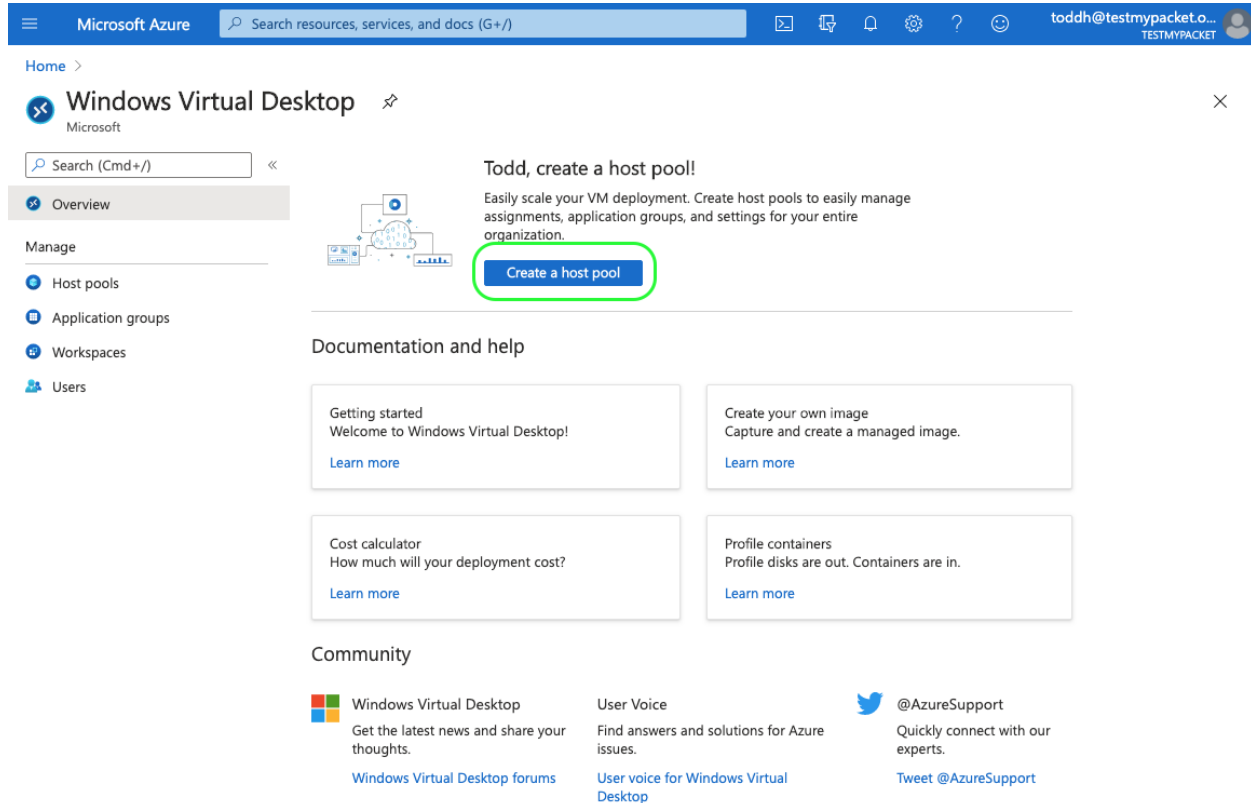 Microsoft Azure
Search resources, services, and docs (G+/)
toddh@testmypacket.o...
TESTMYPACKET
Home >
Windows Virtual Desktop
Microsoft
Search (Cmd+/)
«
Overview
Manage
Host pools
Application groups
Workspaces
Users
Todd, create a host pool!
Easily scale your VM deployment. Create host pools to easily manage
assignments, application groups, and settings for your entire
organization.
Create a host pool
Documentation and help
Getting started
Welcome to Windows Virtual Desktop!
Learn more
Create your own image
Capture and create a managed image.
Learn more
Cost calculator
How much will your deployment cost?
Learn more
Profile containers
Profile disks are out. Containers are in.
Learn more
Community
Windows Virtual Desktop
Get the latest news and share your
thoughts.
Windows Virtual Desktop forums
User Voice
Find answers and solutions for Azure
issues.
User voice for Windows Virtual
Desktop
@AzureSupport
Quickly connect with our
experts.
Tweet @AzureSupport